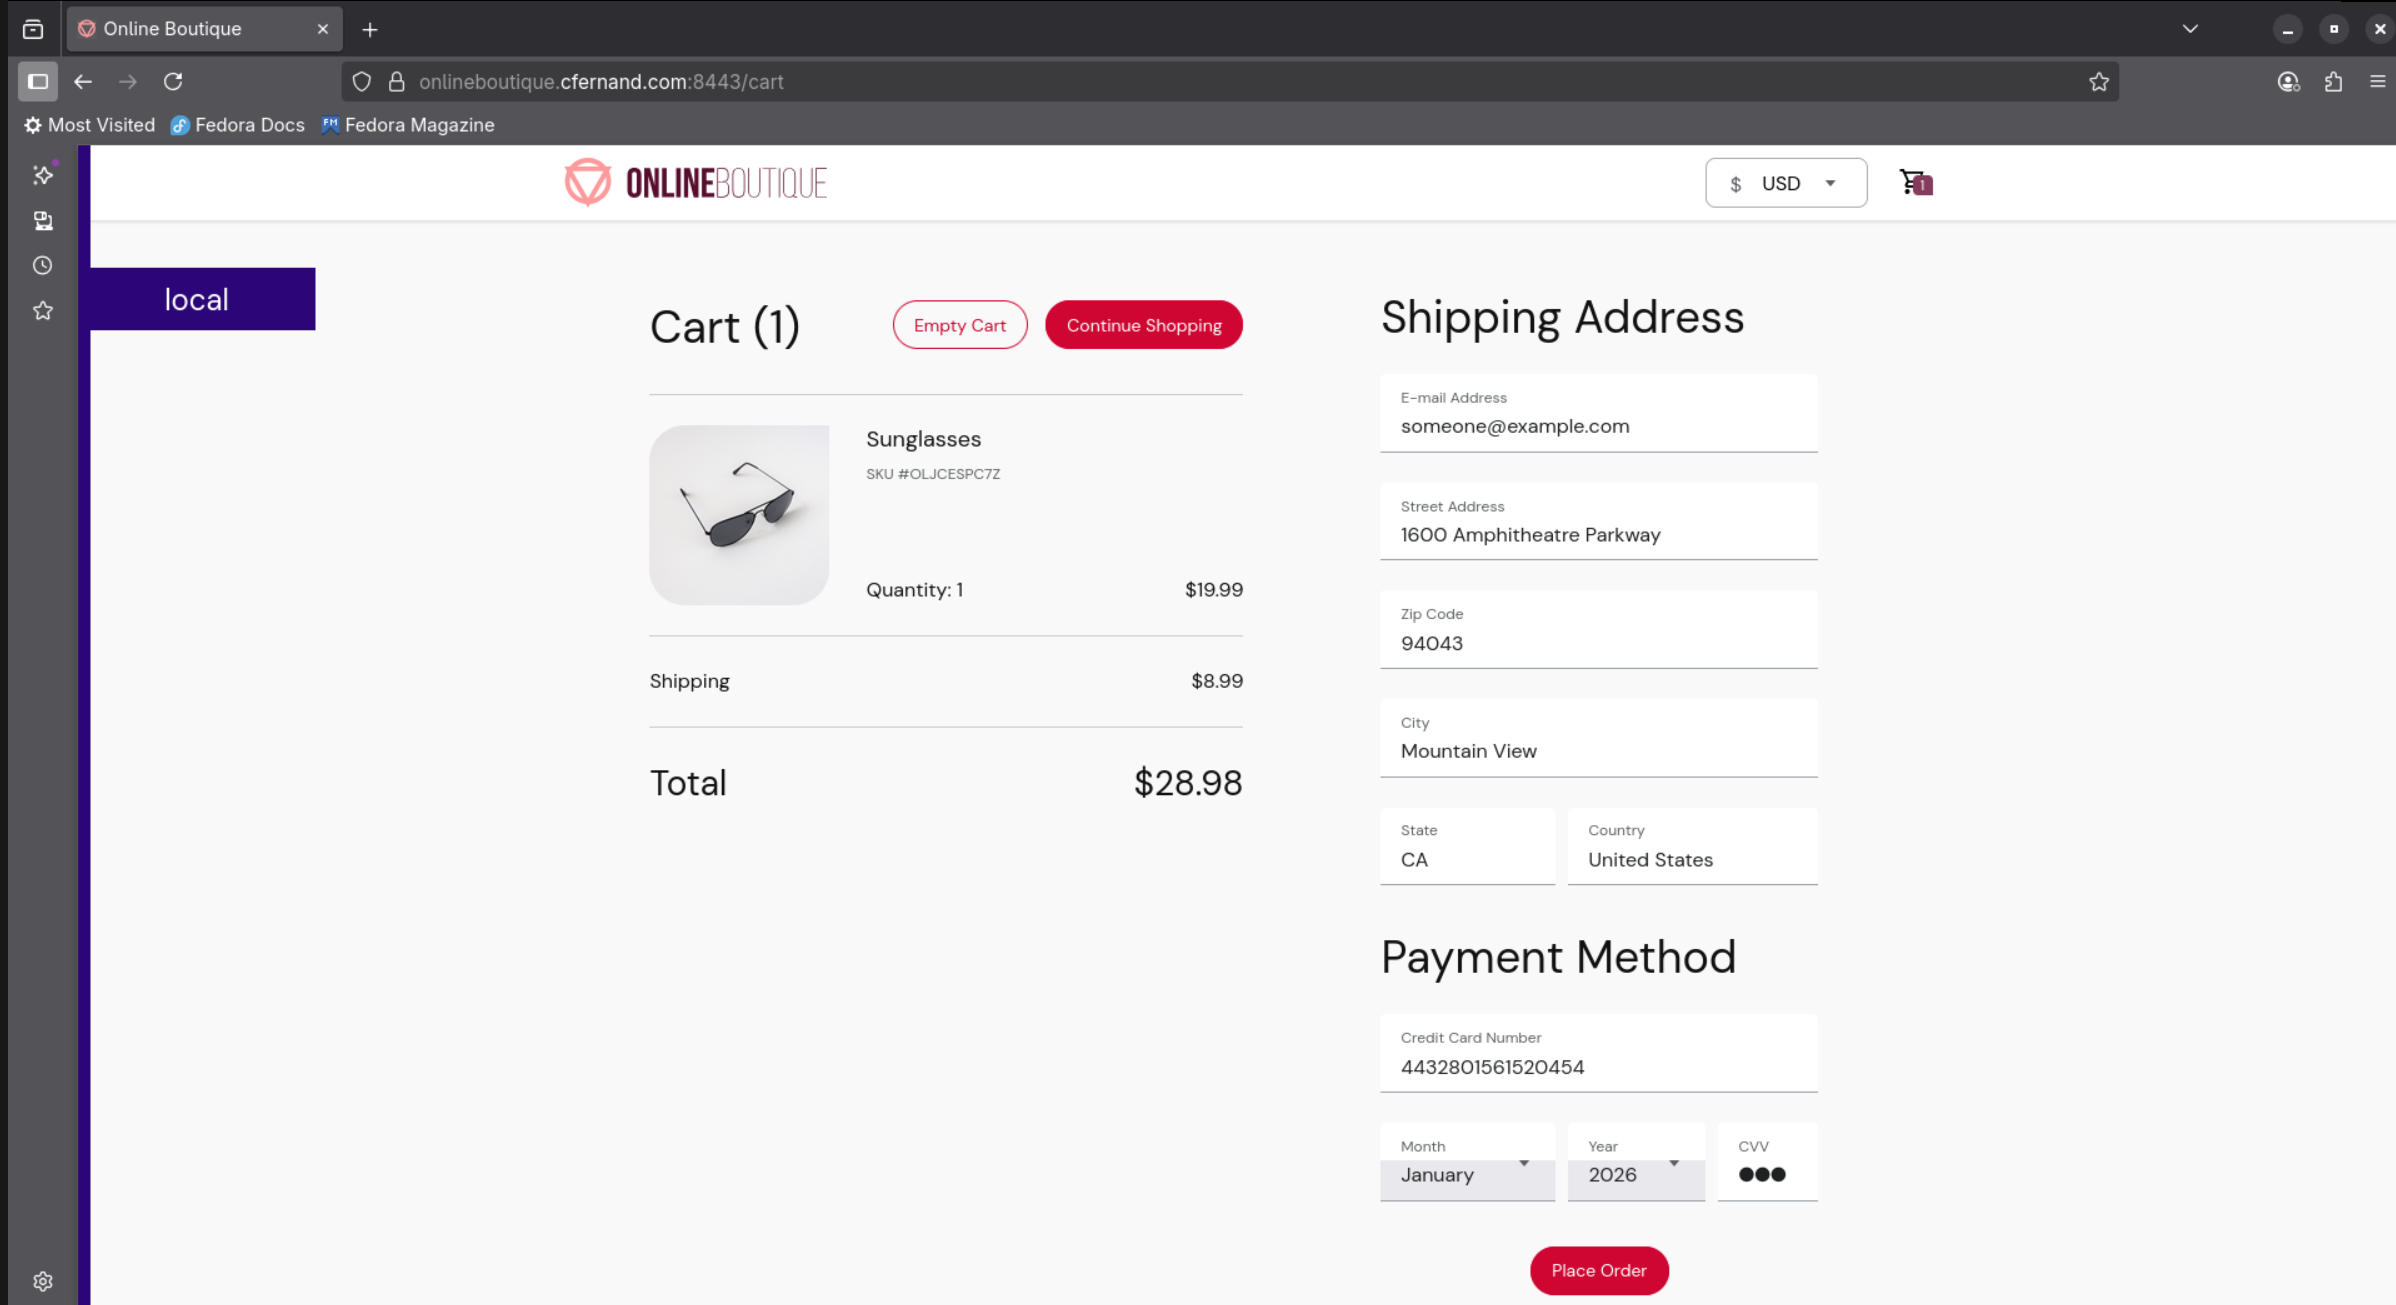 Online Boutique
onlineboutique.cfernand.com:8443/cart
Most Visited Fedora Docs FM Fedora Magazine
ONLINEBOUTIQUE
$ USD
1
local
Cart (1)
Empty Cart
Continue Shopping
Sunglasses
SKU #OLJCESPC7Z
Quantity: 1 $19.99
Shipping $8.99
Total $28.98
Shipping Address
E-mail Address
someone@example.com
Street Address
1600 Amphitheatre Parkway
Zip Code
94043
City
Mountain View
State Country
CA United States
Payment Method
Credit Card Number
4432801561520454
Month Year CVV
January 2026 ●●●
Place Order